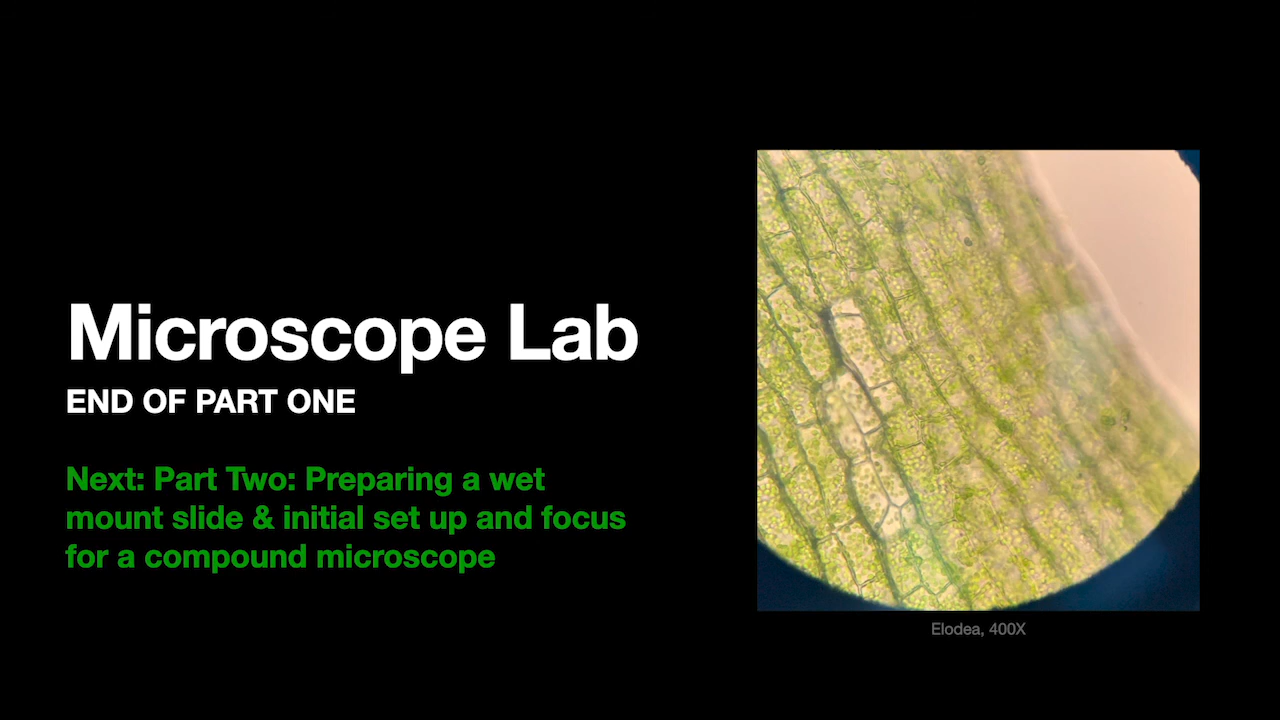 Microscope Lab
END OF PART ONE
Next: Part Two: Preparing a wet
mount slide & initial set up and focus
for a compound microscope
Elodea, 400X